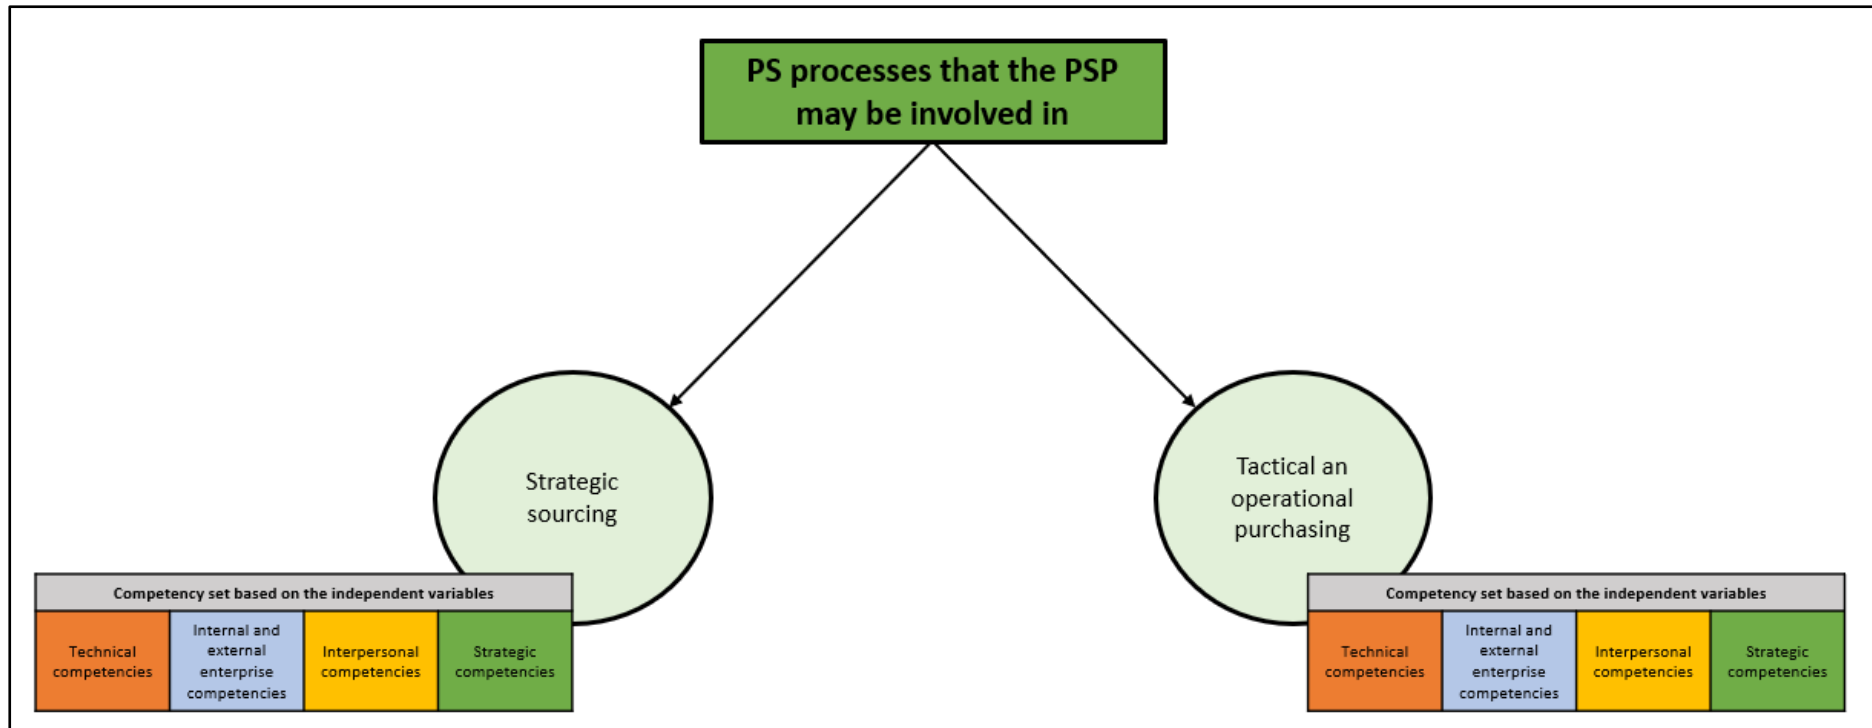 PS processes that the PSP
may be involved in
Strategic
sourcing
Tactical an
operational
purchasing
Competency set based on the independent variables
Technical
competencies
Internal and
external
enterprise
competencies
Interpersonal
competencies
Strategic
competencies
Competency set based on the independent variables
Technical
competencies
Internal and
external
enterprise
competencies
Interpersonal
competencies
Strategic
competencies